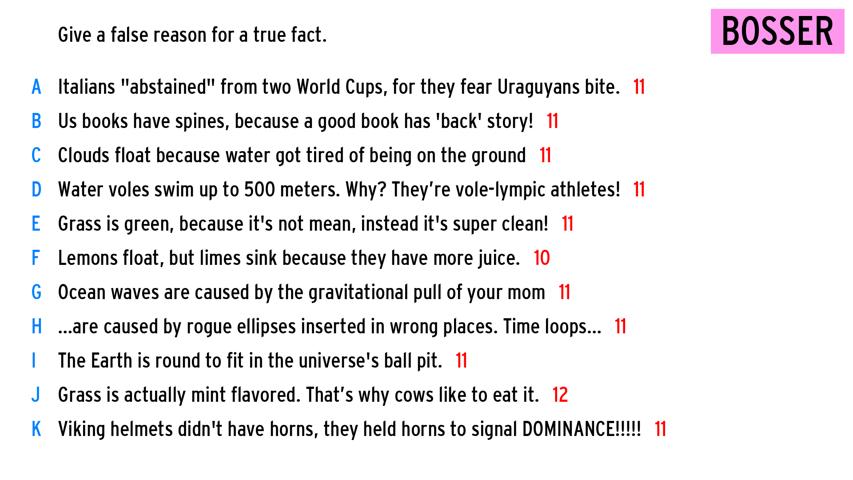 Give a false reason for a true fact.
BOSSER
A Italians "abstained" from two World Cups, for they fear Uraguyans bite. 11
B Us books have spines, because a good book has 'back' story! 11
C Clouds float because water got tired of being on the ground 11
D Water voles swim up to 500 meters. Why? They're vole-lympic athletes! 11
E Grass is green, because it's not mean, instead it's super clean! 11
F Lemons float, but limes sink because they have more juice. 10
G Ocean waves are caused by the gravitational pull of your mom 11
H ...are caused by rogue ellipses inserted in wrong places. Time loops... 11
I The Earth is round to fit in the universe's ball pit. 11
J Grass is actually mint flavored. That's why cows like to eat it. 12
K Viking helmets didn't have horns, they held horns to signal DOMINANCE!!!!! 11